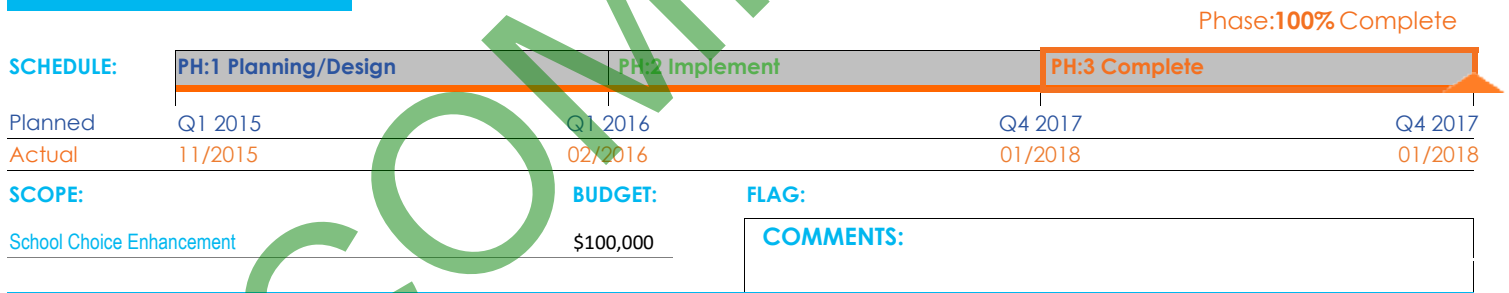 Phase:100% Complete
SCHEDULE: PH:1 Planning/Design PH:2 Implement PH:3 Complete
Planned Q1 2015 Q1 2016 Q4 2017 Q4 2017
Actual 11/2015 02/2016 01/2018 01/2018
SCOPE: BUDGET: FLAG:
School Choice Enhancement $100,000 COMMENTS: